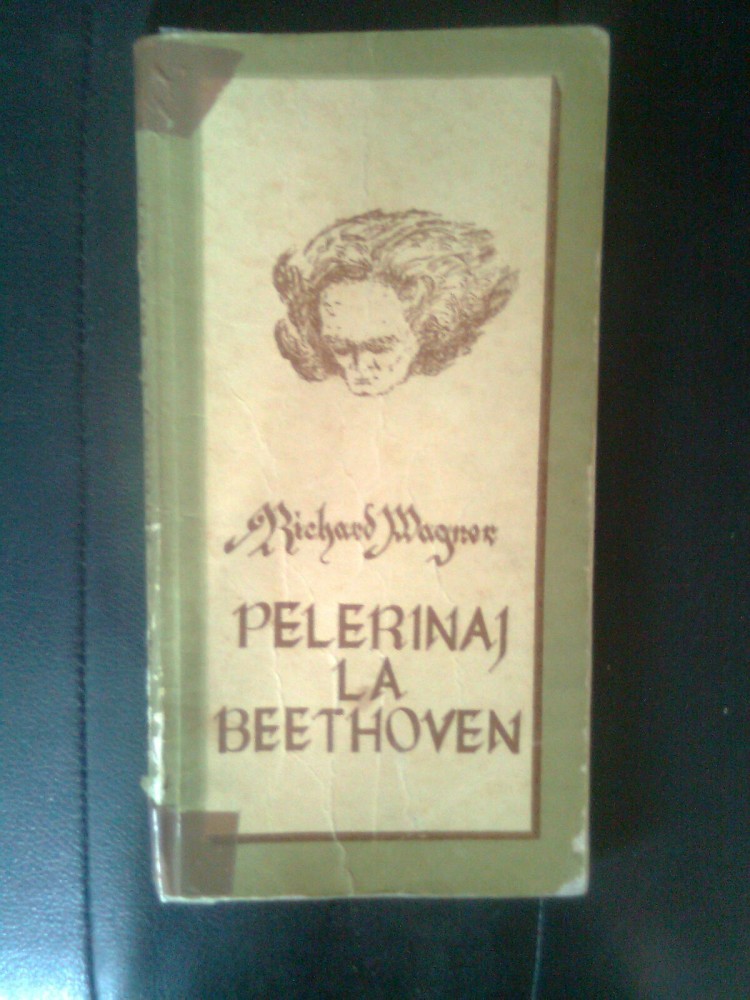 Richard Wagner
PELERINAJ
LA
BEETHOVEN